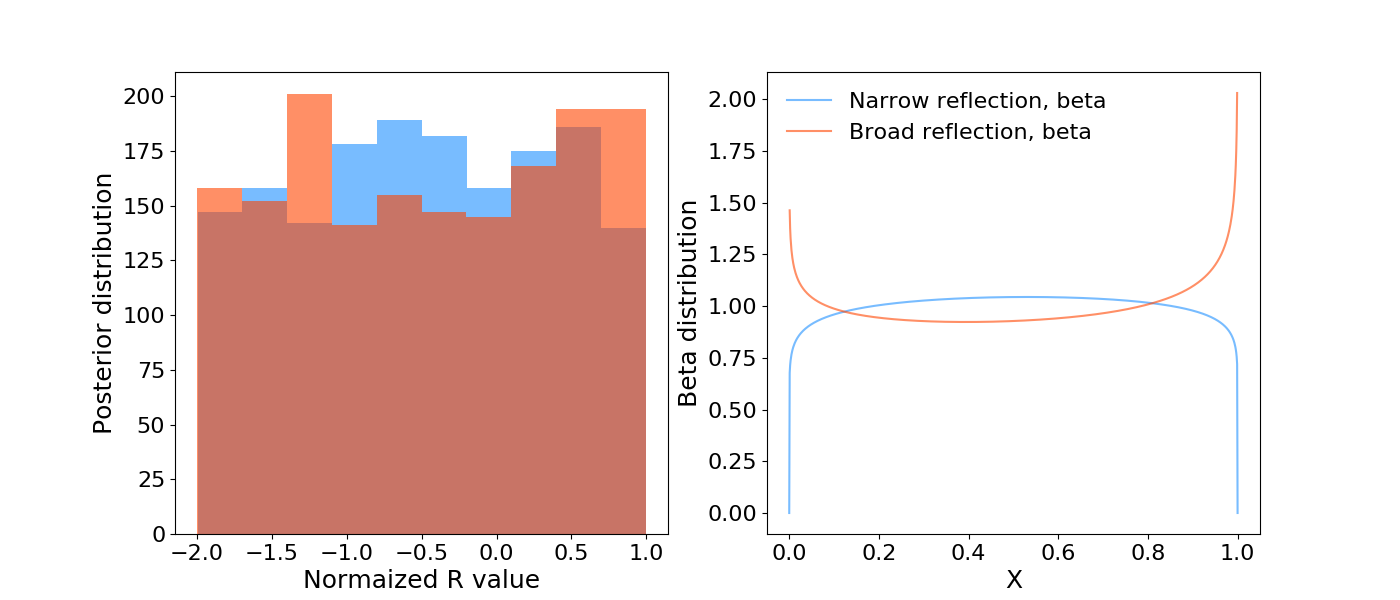 Posterior distribution
200
175
150
125
100
75
50
25
0
−2.0 −1.5 −1.0 −0.5 0.0 0.5 1.0
Normaized R value
Beta distribution
2.00
1.75
1.50
1.25
1.00
0.75
0.50
0.25
0.00
Narrow reflection, beta
Broad reflection, beta
0.0 0.2 0.4 0.6 0.8 1.0
X